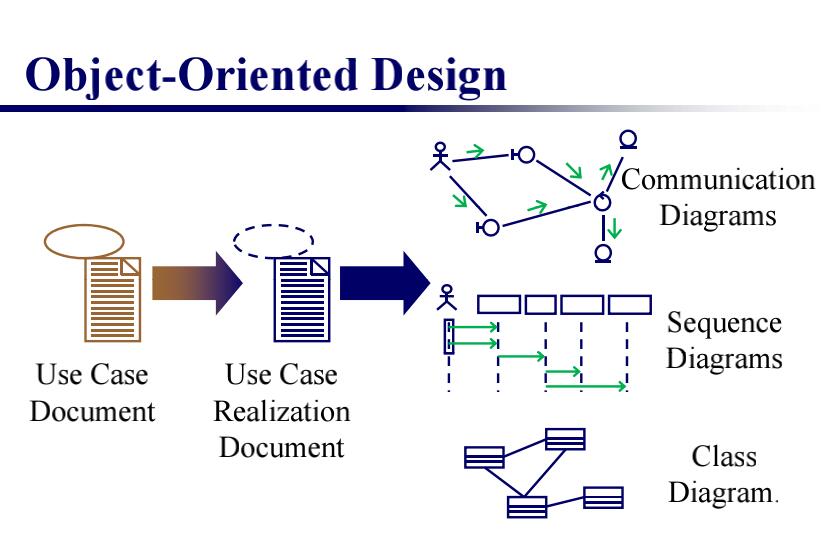 Object-Oriented Design
Communication
Diagrams
Sequence
Diagrams
Use Case
Document
Use Case
Realization
Document
Class
Diagram.